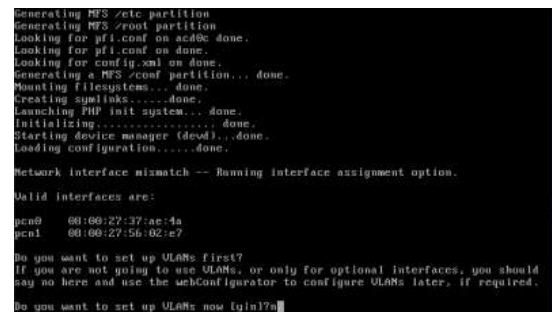 Generating MFS /etc partition
Generating MFS /root partition
Looking for pfi.conf on acd0c done.
Looking for pfi.conf on done.
Looking for config.xml on done.
Generating a MFS /conf partition... done.
Mounting filesystems... done.
Creating symlinks......done.
Launching PHP init system... done.
Initializing.................. done.
Starting device manager (devd)...done.
Loading configuration......done.
Network interface mismatch -- Running interface assignment option.
Valid interfaces are:
pcn0 08:00:27:37:ae:4a
pcn1 08:00:27:56:02:e7
Do you want to set up VLANs first?
If you are not going to use VLANs, or only for optional interfaces, you should
say no here and use the webConfigurator to configure VLANs later, if required.
Do you want to set up VLANs now [y|n]?n